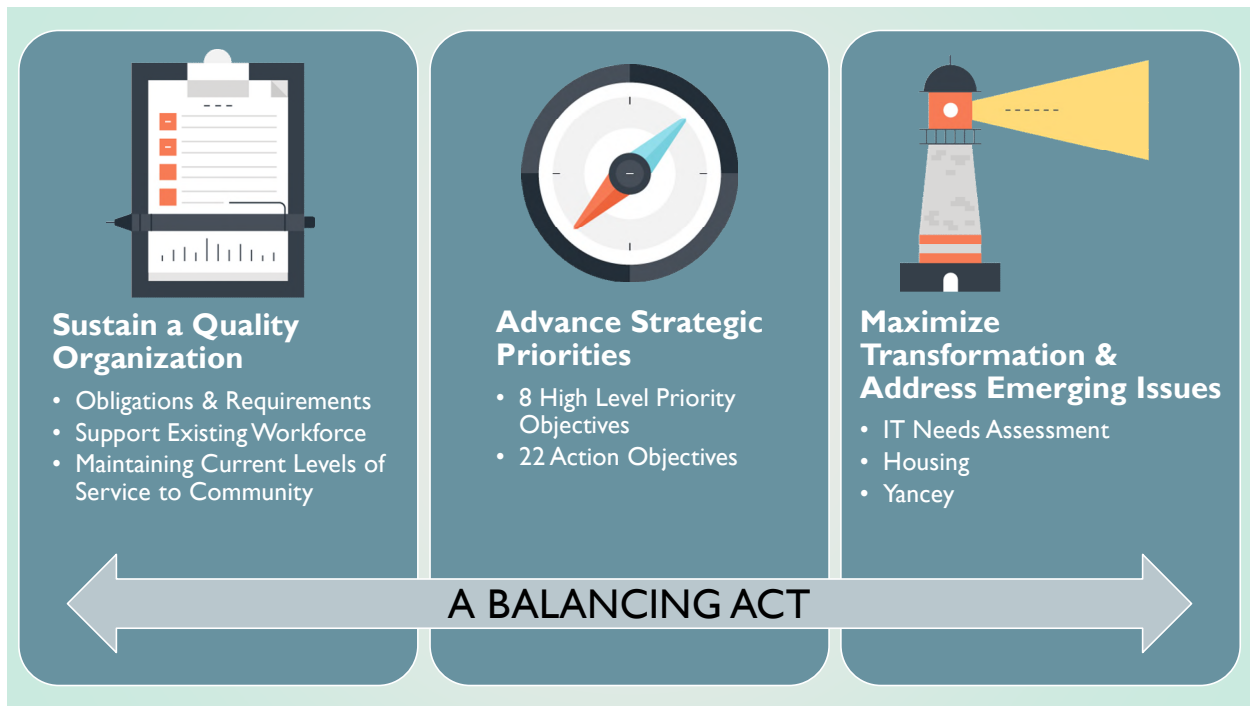 Sustain a Quality
Organization
• Obligations & Requirements
• Support Existing Workforce
• Maintaining Current Levels of
Service to Community
Advance Strategic
Priorities
• 8 High Level Priority
Objectives
• 22 Action Objectives
Maximize
Transformation &
Address Emerging Issues
• IT Needs Assessment
• Housing
• Yancey
A BALANCING ACT